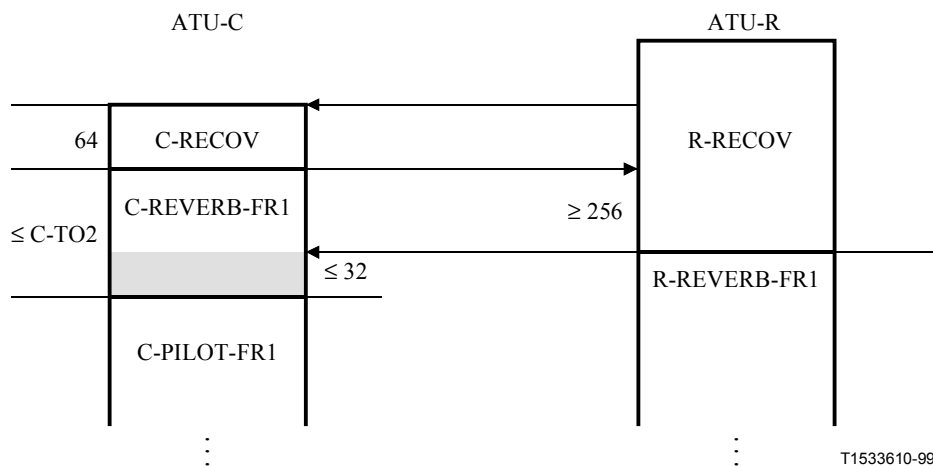 ATU-C
ATU-R
64
C-RECOV
R-RECOV
C-REVERB-FR1
≥ 256
≤ C-TO2
≤ 32
R-REVERB-FR1
C-PILOT-FR1
T1533610-99